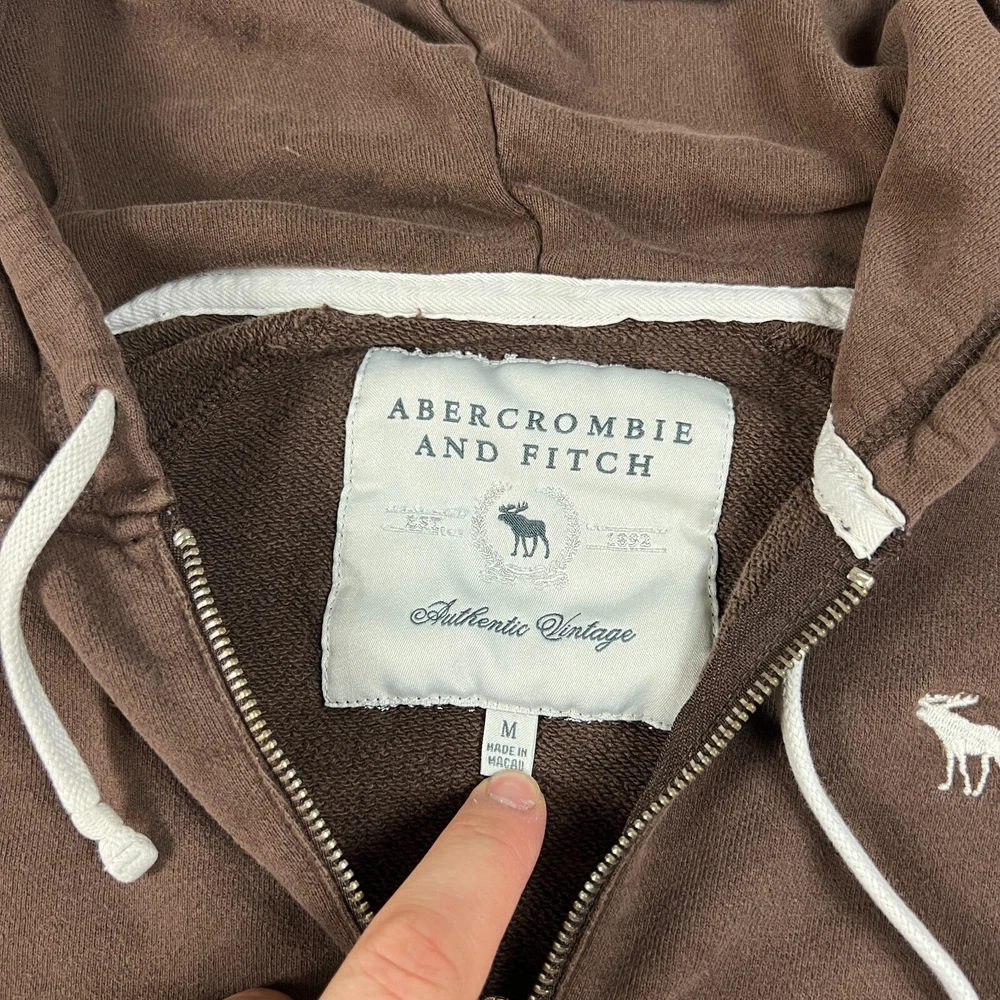 ABERCROMBIE
AND FITCH
EST 1892
Authentic Vintage
M
MADE IN
MACAU